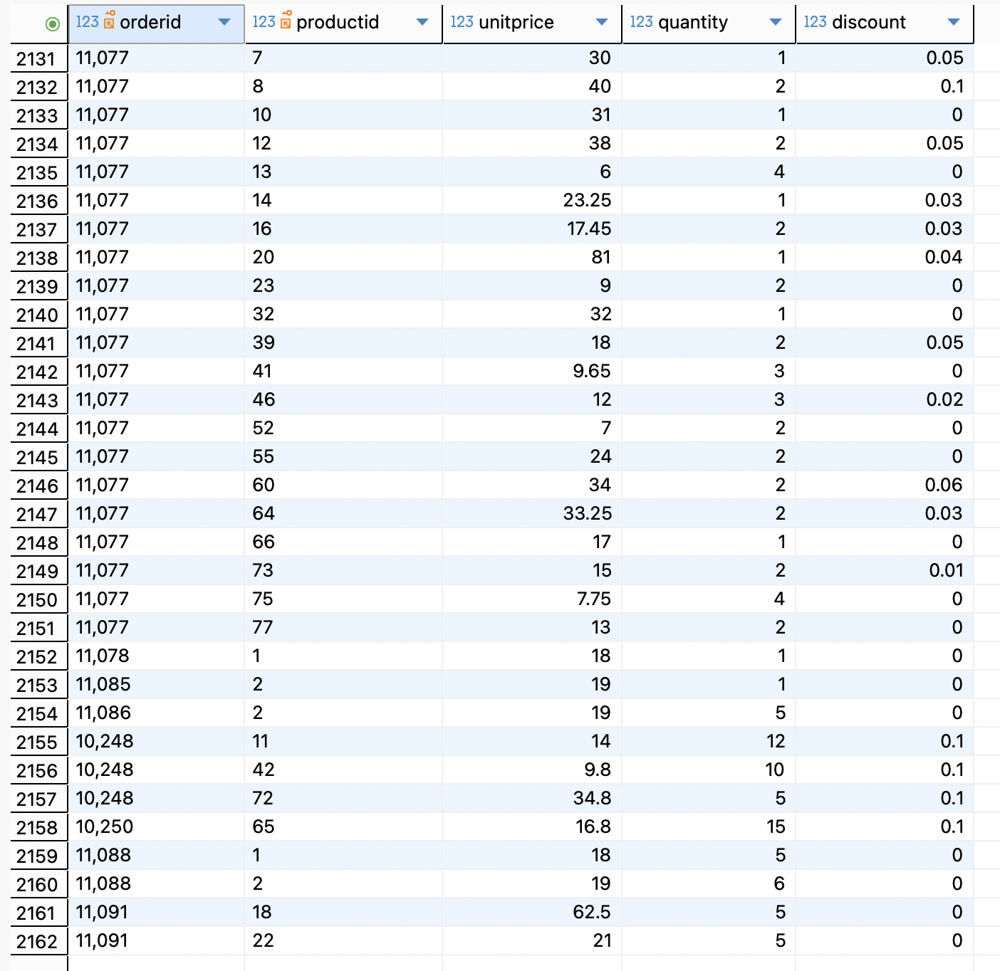 123 orderid 123 productid 123 unitprice 123 quantity 123 discount
2131 11,077 7 30 1 0.05
2132 11,077 8 40 2 0.1
2133 11,077 10 31 1 0
2134 11,077 12 38 2 0.05
2135 11,077 13 6 4 0
2136 11,077 14 23.25 1 0.03
2137 11,077 16 17.45 2 0.03
2138 11,077 20 81 1 0.04
2139 11,077 23 9 2 0
2140 11,077 32 32 1 0
2141 11,077 39 18 2 0.05
2142 11,077 41 9.65 3 0
2143 11,077 46 12 3 0.02
2144 11,077 52 7 2 0
2145 11,077 55 24 2 0
2146 11,077 60 34 2 0.06
2147 11,077 64 33.25 2 0.03
2148 11,077 66 17 1 0
2149 11,077 73 15 2 0.01
2150 11,077 75 7.75 4 0
2151 11,077 77 13 2 0
2152 11,078 1 18 1 0
2153 11,085 2 19 1 0
2154 11,086 2 19 5 0
2155 10,248 11 14 12 0.1
2156 10,248 42 9.8 10 0.1
2157 10,248 72 34.8 5 0.1
2158 10,250 65 16.8 15 0.1
2159 11,088 1 18 5 0
2160 11,088 2 19 6 0
2161 11,091 18 62.5 5 0
2162 11,091 22 21 5 0